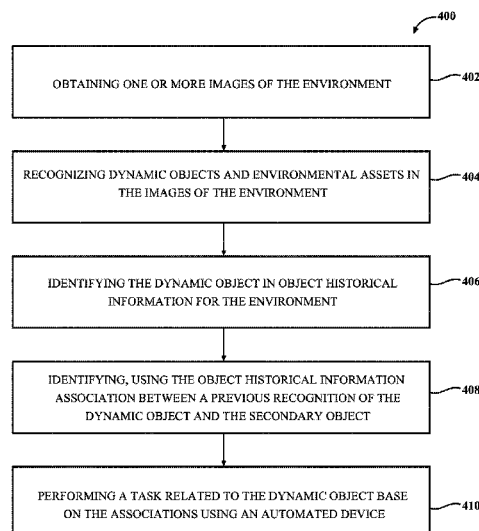 400
OBTAINING ONE OR MORE IMAGES OF THE ENVIRONMENT
402
RECOGNIZING DYNAMIC OBJECTS AND ENVIRONMENTAL ASSETS IN
THE IMAGES OF THE ENVIRONMENT
404
IDENTIFYING THE DYNAMIC OBJECT IN OBJECT HISTORICAL
INFORMATION FOR THE ENVIRONMENT
406
IDENTIFYING, USING THE OBJECT HISTORICAL INFORMATION
ASSOCIATION BETWEEN A PREVIOUS RECOGNITION OF THE
DYNAMIC OBJECT AND THE SECONDARY OBJECT
408
PERFORMING A TASK RELATED TO THE DYNAMIC OBJECT BASE
ON THE ASSOCIATIONS USING AN AUTOMATED DEVICE
410